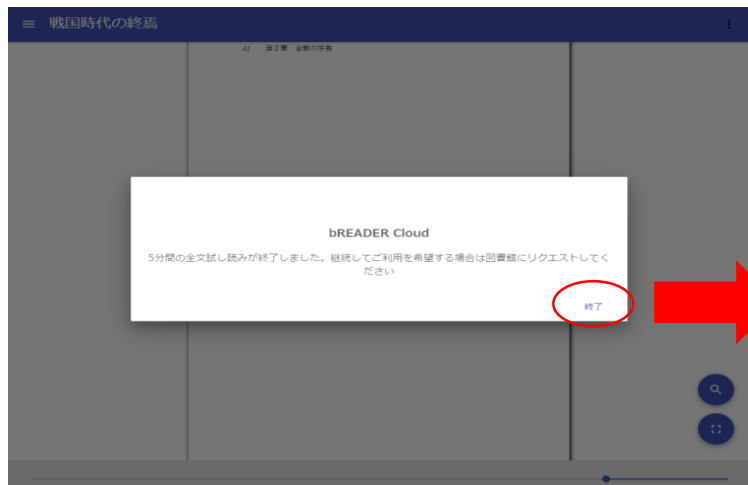 戦国時代の終焉
41 第2章 合戦の学史
bREADER Cloud
5分間の全文試し読みが終了しました。継続してご利用を希望する場合は図書館にリクエストしてく
ださい
終了